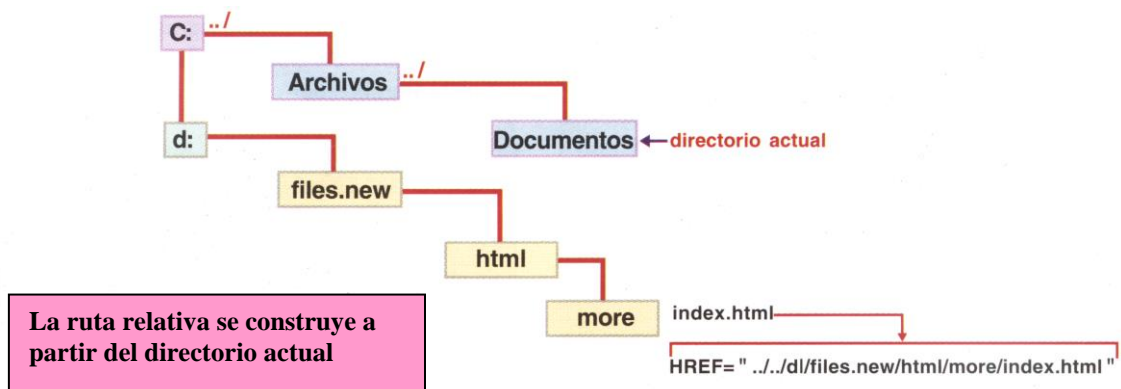 C:
../
Archivos
../
d:
Documentos
directorio actual
files.new
html
more
index.html
La ruta relativa se construye a
partir del directorio actual
HREF= " ../../dl/files.new/html/more/index.html "